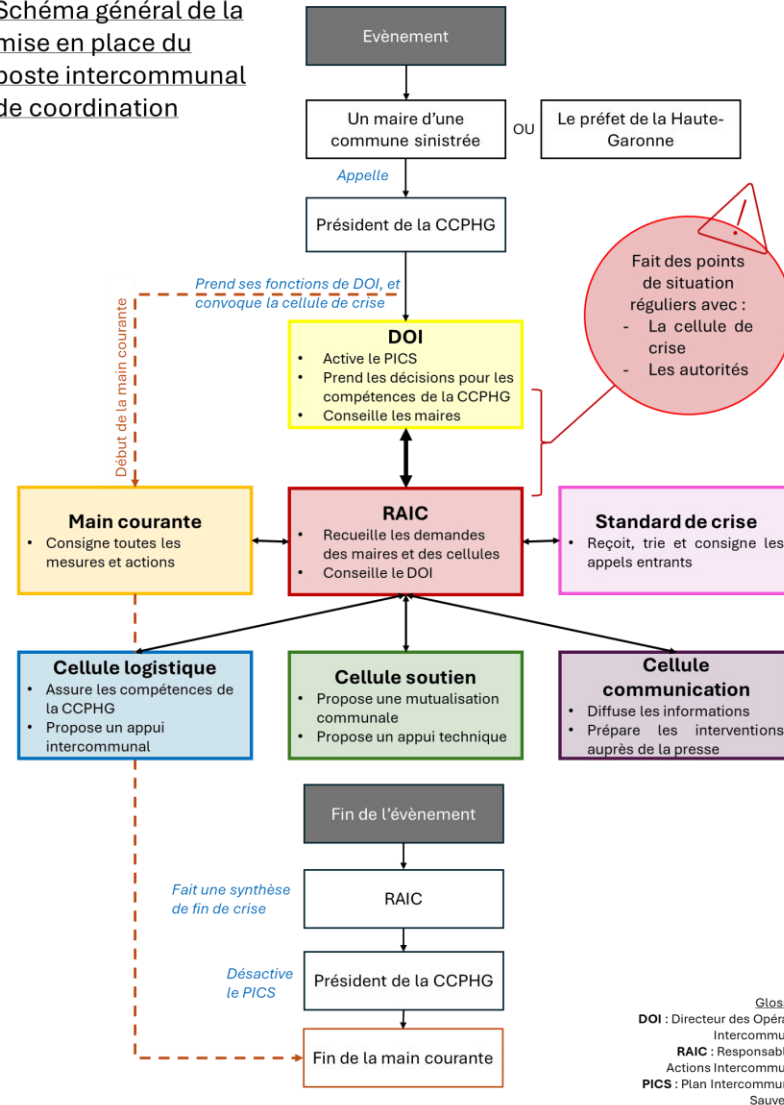 Schéma général de la
mise en place du
poste intercommunal
de coordination
Evènement
Un maire d'une
commune sinistrée
OU
Le préfet de la Haute-
Garonne
Appelle
Président de la CCPHG
Prend ses fonctions de DOI, et
convoque la cellule de crise
Début de la main courante
Fait des points
de situation
réguliers avec :
- La cellule de
crise
- Les autorités
DOI
• Active le PICS
• Prend les décisions pour les
compétences de la CCPHG
• Conseille les maires
Main courante
• Consigne toutes les
mesures et actions
RAIC
• Recueille les demandes
des maires et des cellules
• Conseille le DOI
Standard de crise
• Reçoit, trie et consigne les
appels entrants
Cellule logistique
• Assure les compétences de
la CCPHG
• Propose un appui
intercommunal
Cellule soutien
• Propose une mutualisation
communale
• Propose un appui technique
Cellule
communication
• Diffuse les informations
• Prépare les interventions
auprès de la presse
Fin de l'évènement
Fait une synthèse
de fin de crise
RAIC
Désactive
le PICS
Président de la CCPHG
Fin de la main courante
DOI : Directeur des
RAIC :
Actions
PICS : Plan